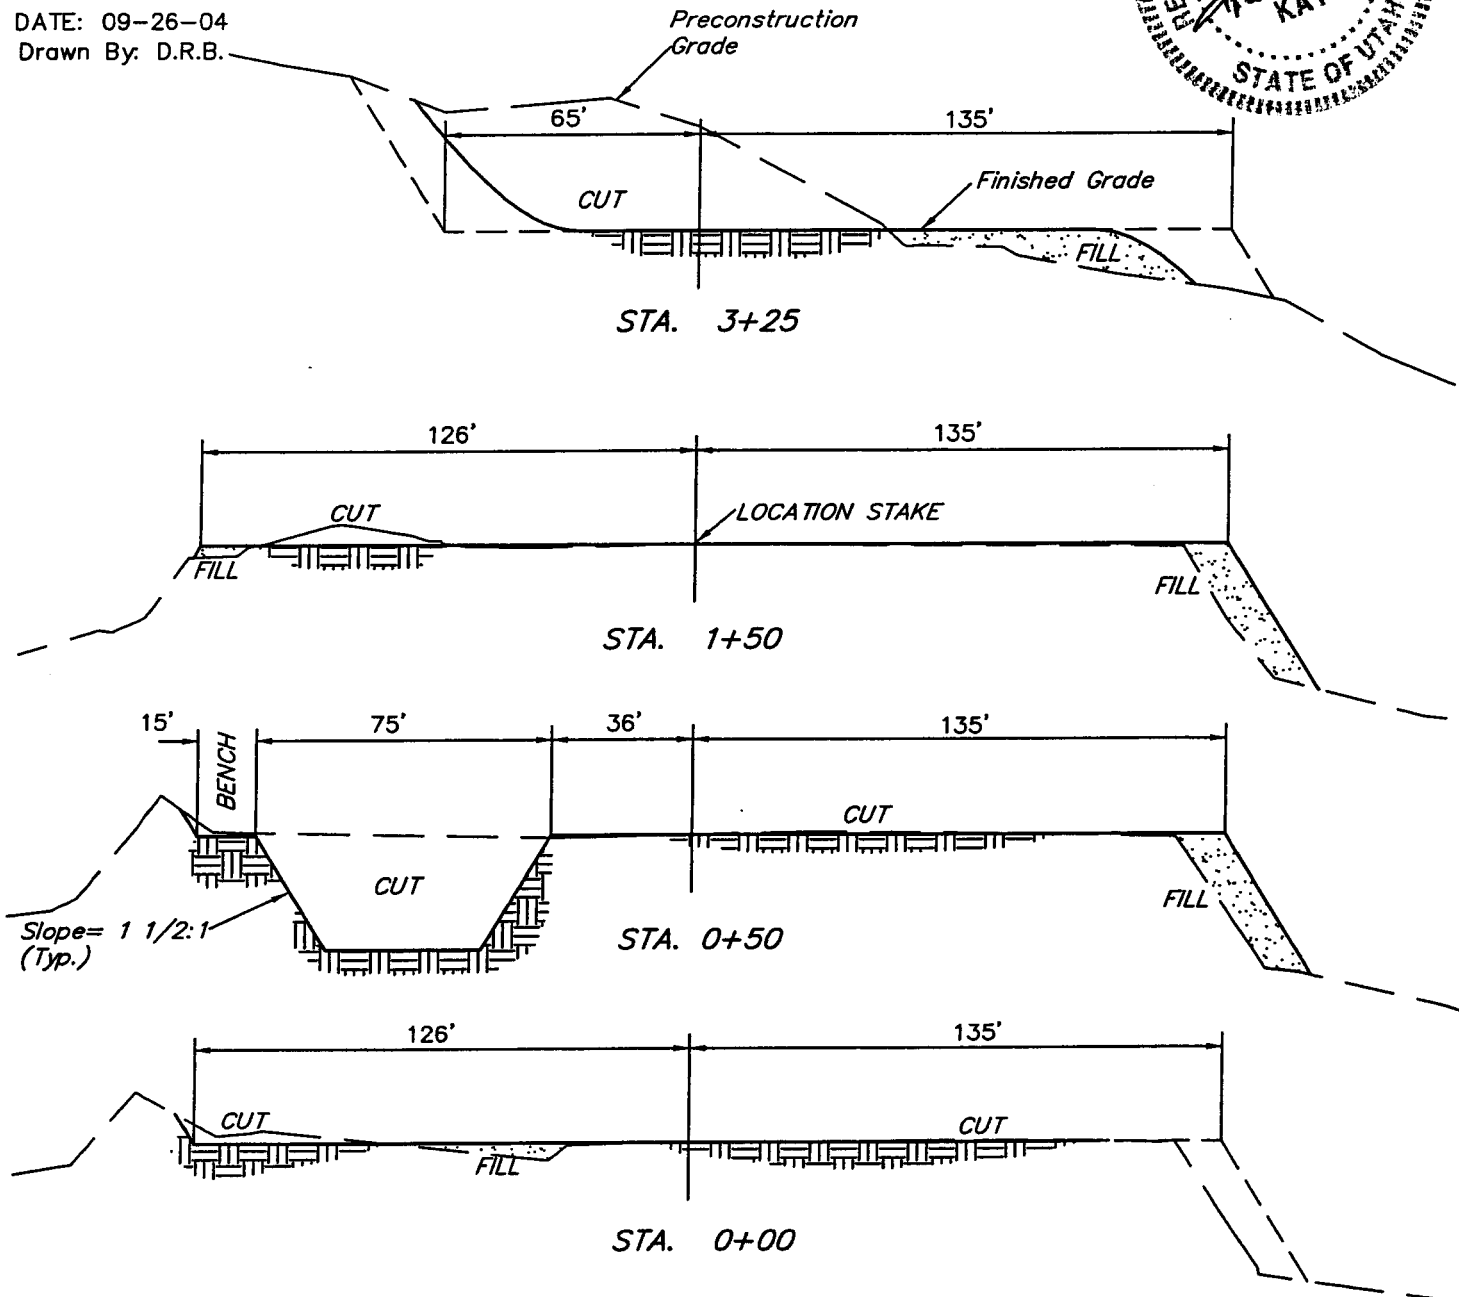 DATE: 09-26-04
Drawn By: D.R.B.
Preconstruction
Grade
STATE OF UTAH
65'
135'
CUT
Finished Grade
FILL
STA. 3+25
126'
135'
CUT
LOCATION STAKE
FILL
FILL
STA. 1+50
15'
75'
36'
135'
BENCH
CUT
CUT
FILL
Slope= 1 1/2:1
(Typ.)
STA. 0+50
126'
135'
CUT
CUT
FILL
STA. 0+00